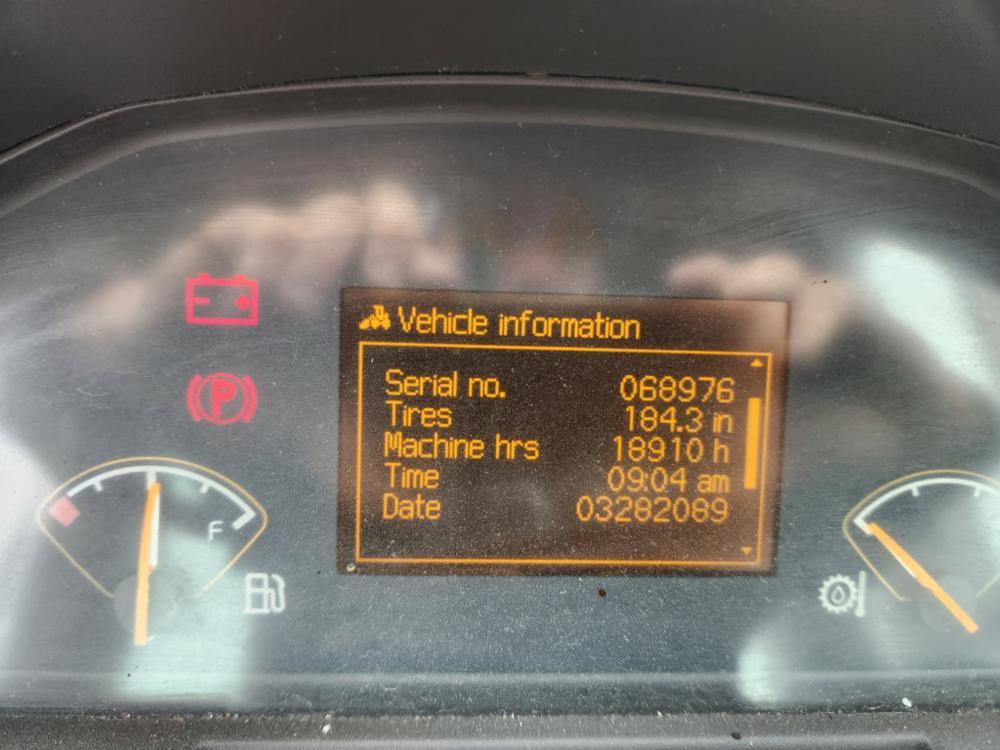 Vehicle information
Serial no. 068976
Tires 184.3 in
Machine hrs 18910 h
Time 09:04 am
Date 03282089
P
F